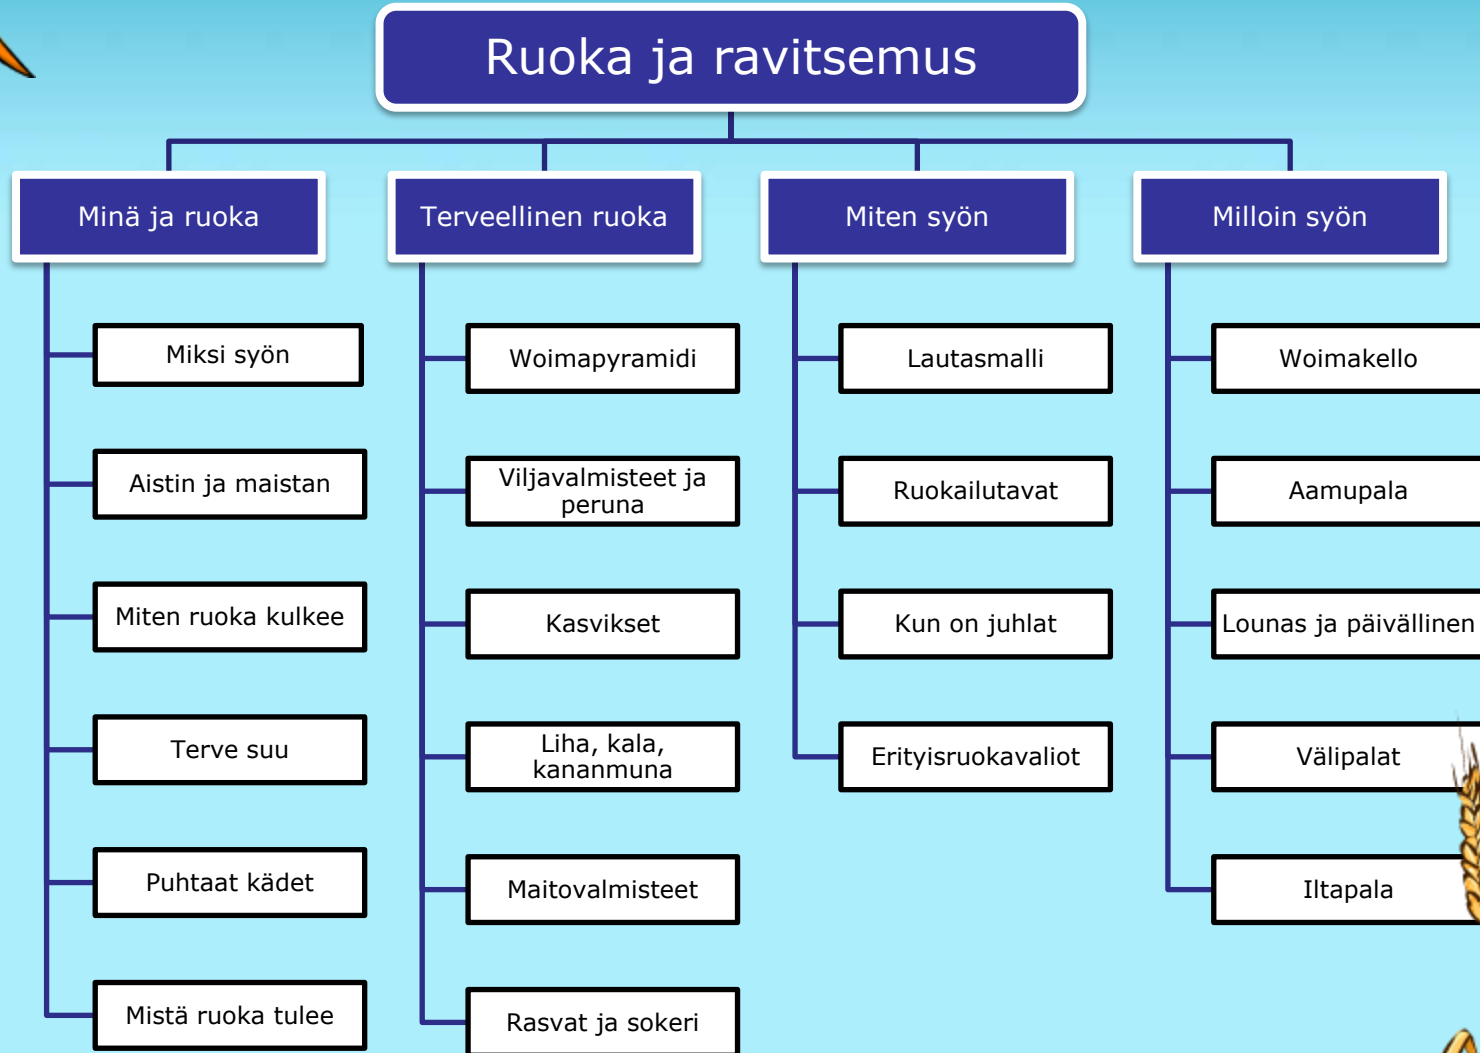 Ruoka ja ravitsemus
Minä ja ruoka
Miksi syön
Aistin ja maistan
Miten ruoka kulkee
Terve suu
Puhtaat kädet
Mistä ruoka tulee
Terveellinen ruoka
Woimapyramidi
Viljavalmisteet ja
peruna
Kasvikset
Liha, kala,
kananmuna
Maitovalmisteet
Rasvat ja sokeri
Miten syön
Lautasmalli
Ruokailutavat
Kun on juhlat
Erityisruokavaliot
Milloin syön
Woimakello
Aamupala
Lounas ja päivällinen
Välipalat
Iltapala